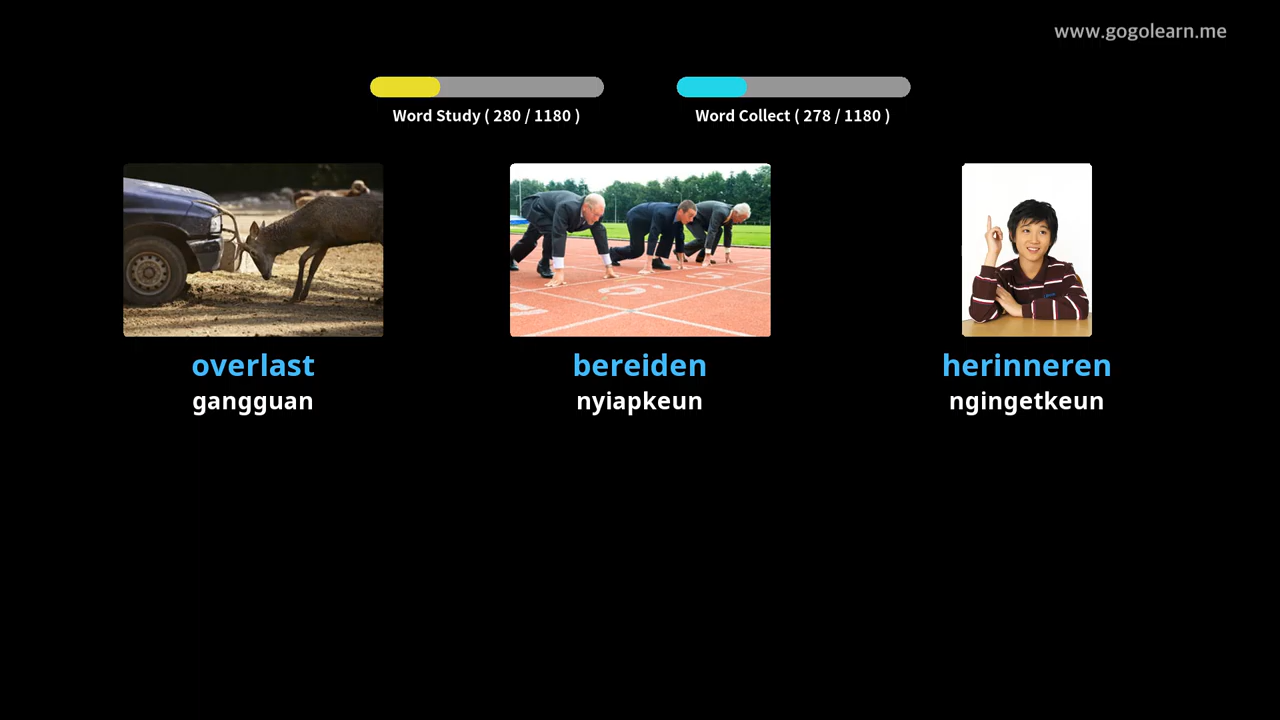 www.gogolearn.me
Word Study ( 280 / 1180 )
Word Collect ( 278 / 1180 )
overlast
bereiden
herinneren
gangguan
nyiapkeun
ngingetkeun